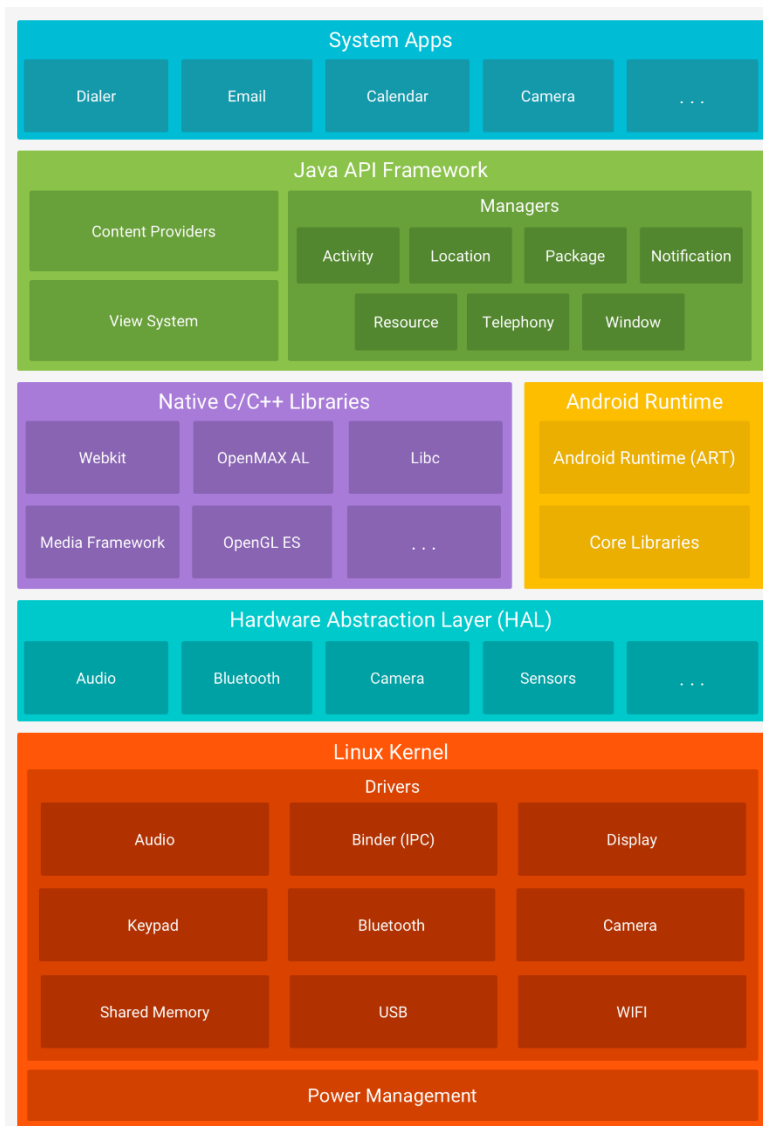 System Apps
Dialer Email Calendar Camera . . .
Java API Framework
Content Providers
View System
Managers
Activity Location Package Notification
Resource Telephony Window
Native C/C++ Libraries
Webkit OpenMAX AL Libc
Media Framework OpenGL ES . . .
Android Runtime
Android Runtime (ART)
Core Libraries
Hardware Abstraction Layer (HAL)
Audio Bluetooth Camera Sensors . . .
Linux Kernel
Drivers
Audio Binder (IPC) Display
Keypad Bluetooth Camera
Shared Memory USB WIFI
Power Management